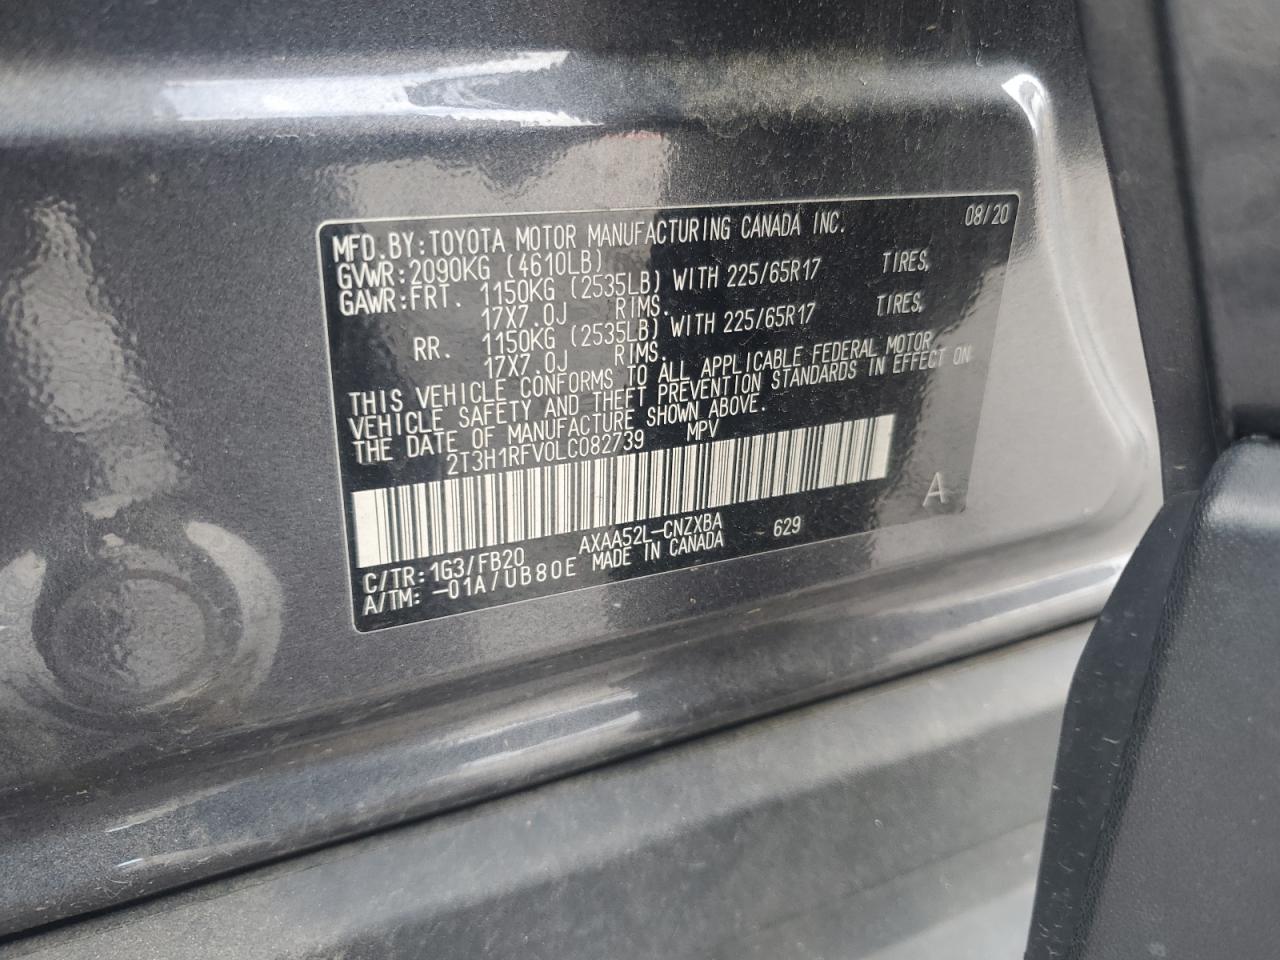 MFD.BY:TOYOTA MOTOR MANUFACTURING CANADA INC. 08/20
GVWR:2090KG (4610LB)
GAWR:FRT. 1150KG (2535LB) WITH 225/65R17 TIRES,
17X7.0J RIMS.
RR. 1150KG (2535LB) WITH 225/65R17 TIRES,
17X7.0J RIMS.
THIS VEHICLE CONFORMS TO ALL APPLICABLE FEDERAL MOTOR
VEHICLE SAFETY AND THEFT PREVENTION STANDARDS IN EFFECT ON
THE DATE OF MANUFACTURE SHOWN ABOVE.
2T3H1RFV0LC082739 MPV
A
C/TR:1G3/FB20 AXAA52L-CNZXBA 629
A/TM: -01A/UB80E MADE IN CANADA